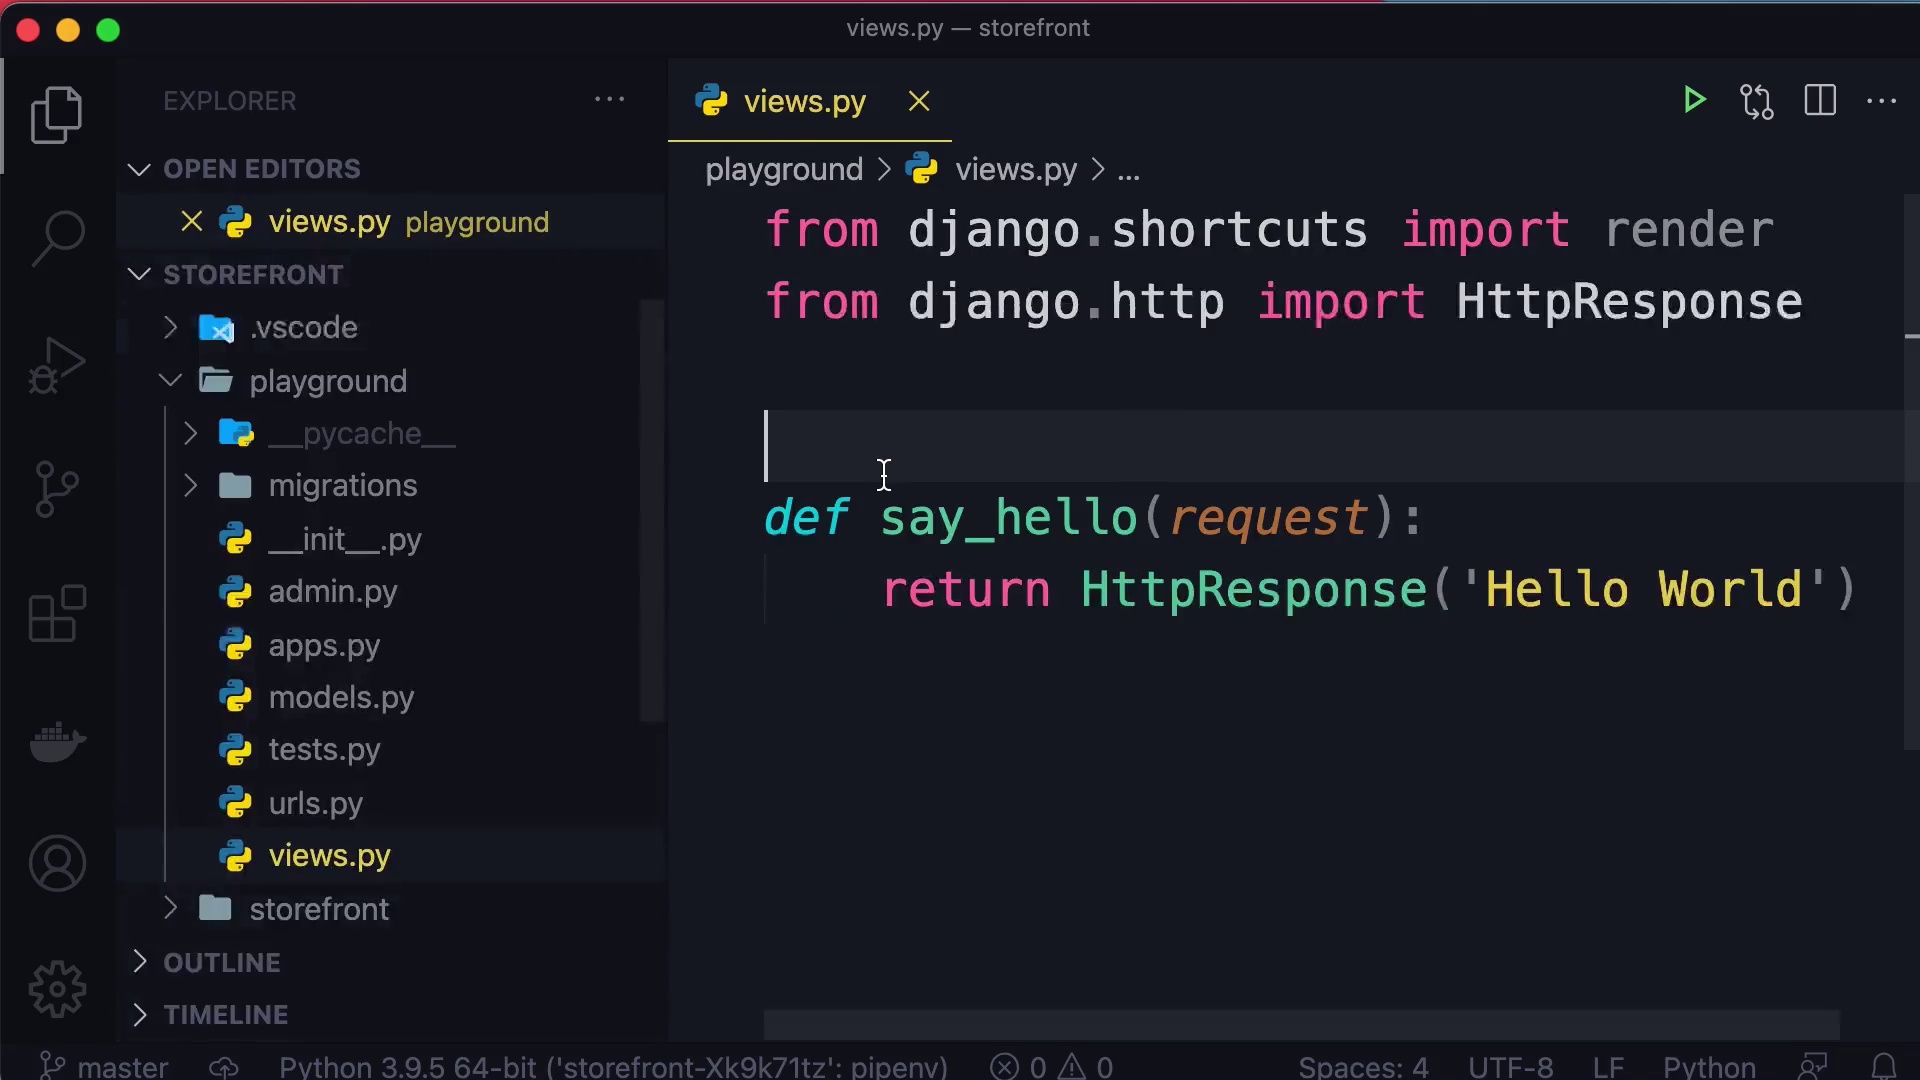 views.py — storefront
EXPLORER
OPEN EDITORS
views.py playground
STOREFRONT
.vscode
playground
__pycache__
migrations
__init__.py
admin.py
apps.py
models.py
tests.py
urls.py
views.py
storefront
OUTLINE
TIMELINE
views.py
playground > views.py > ...
from django.shortcuts import render
from django.http import HttpResponse
def say_hello(request):
return HttpResponse('Hello World')
master Python 3.9.5 64-bit ('storefront-Xk9k71tz': pipenv) 0 0 Spaces: 4 UTF-8 LF Python